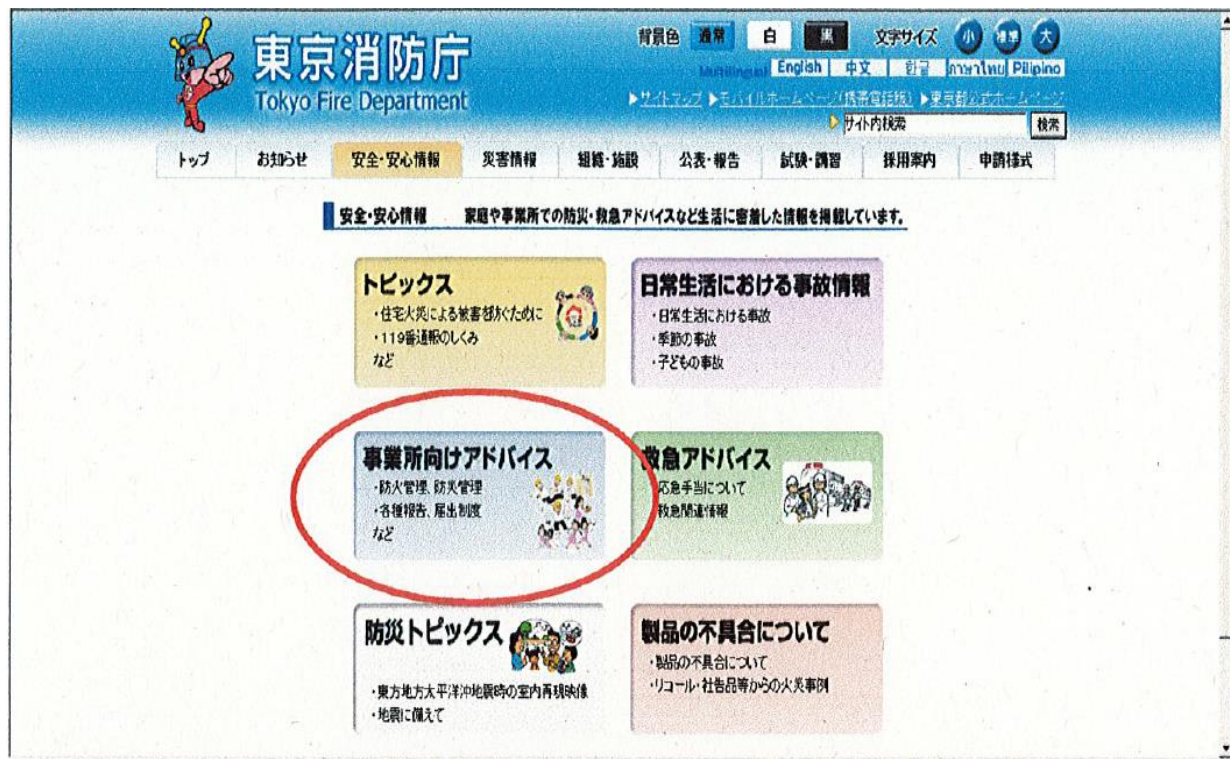 東京消防庁
Tokyo Fire Department
背景色 通常 白 黒 文字サイズ 小 標準 大
Multilingual English 中文 한글 ภาษาไทย Pilipino
▶サイトマップ ▶モバイルホームページ(携帯電話版) ▶東京都公式ホームページ
サイト内検索 検索
トップ お知らせ 安全・安心情報 災害情報 組織・施設 公表・報告 試験・講習 採用案内 申請様式
安全・安心情報 家庭や事業所での防災・救急アドバイスなど生活に密着した情報を掲載しています。
トピックス
・住宅火災による被害を防ぐために
・119番通報のしくみ
など
日常生活における事故情報
・日常生活における事故
・季節の事故
・子どもの事故
事業所向けアドバイス
・防火管理、防災管理
・各種報告、届出制度
など
救急アドバイス
応急手当について
救急関連情報
防災トピックス
・東方地方太平洋沖地震時の室内再現映像
・地震に備えて
製品の不具合について
・製品の不具合について
・リコール・社告品等からの火災事例